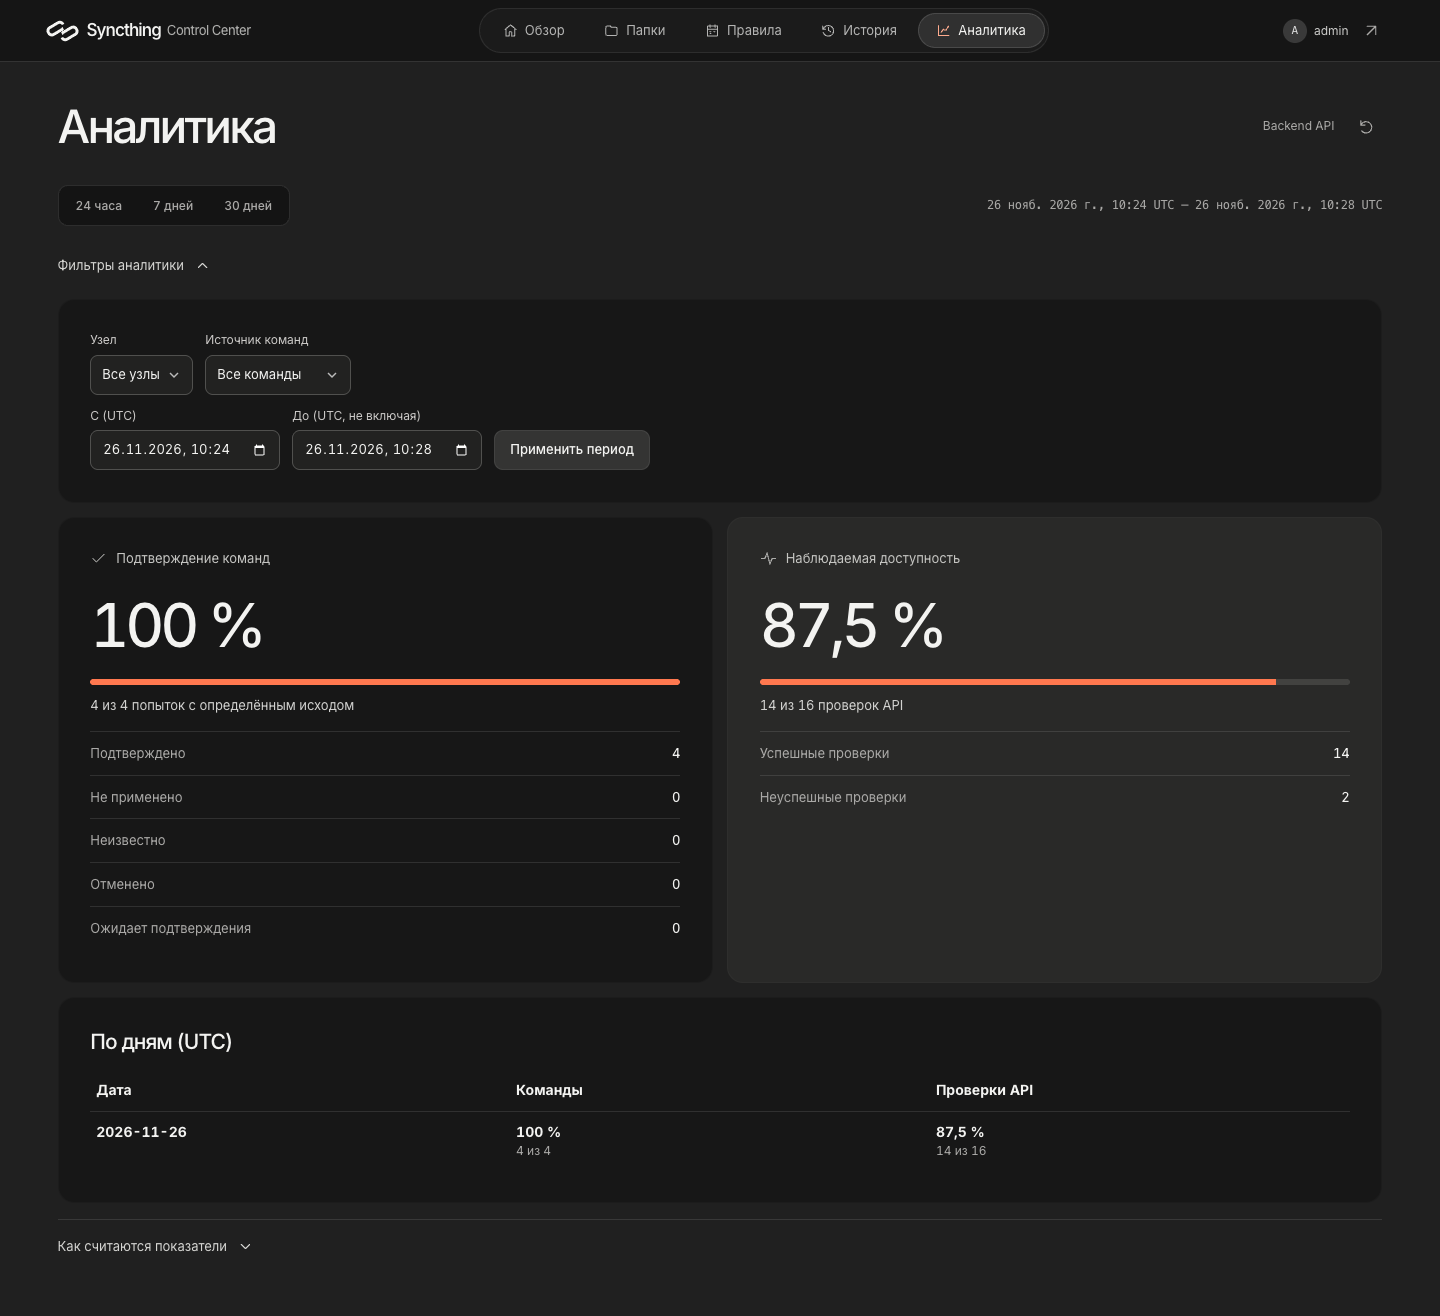 Syncthing Control Center
Обзор
Папки
Правила
История
Аналитика
A admin
Аналитика
Backend API
24 часа 7 дней 30 дней
26 нояб. 2026 г., 10:24 UTC — 26 нояб. 2026 г., 10:28 UTC
Фильтры аналитики
Узел Источник команд
Все узлы Все команды
С (UTC) До (UTC, не включая)
26.11.2026, 10:24 26.11.2026, 10:28 Применить период
Подтверждение команд
100 %
4 из 4 попыток с определённым исходом
Подтверждено 4
Не применено 0
Неизвестно 0
Отменено 0
Ожидает подтверждения 0
Наблюдаемая доступность
87,5 %
14 из 16 проверок API
Успешные проверки 14
Неуспешные проверки 2
По дням (UTC)
Дата Команды Проверки API
2026-11-26 100 % 87,5 %
4 из 4 14 из 16
Как считаются показатели